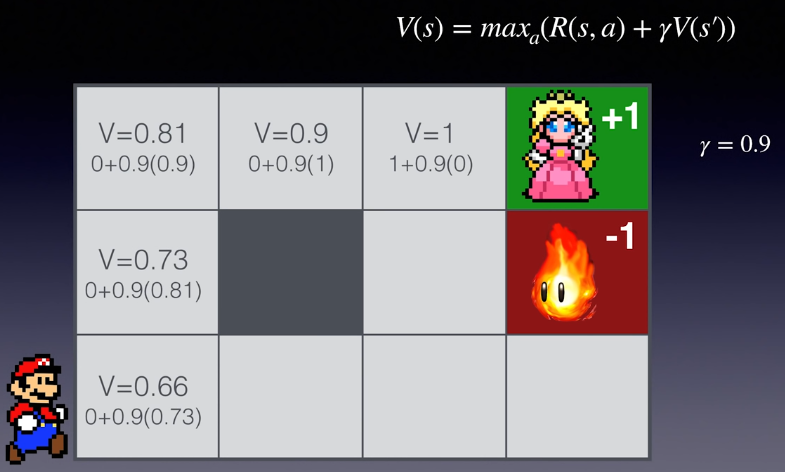 V(s) = maxₐ(R(s, a) + γV(s′))
V=0.81
0+0.9(0.9)
V=0.9
0+0.9(1)
V=1
1+0.9(0)
+1
γ = 0.9
V=0.73
0+0.9(0.81)
-1
V=0.66
0+0.9(0.73)